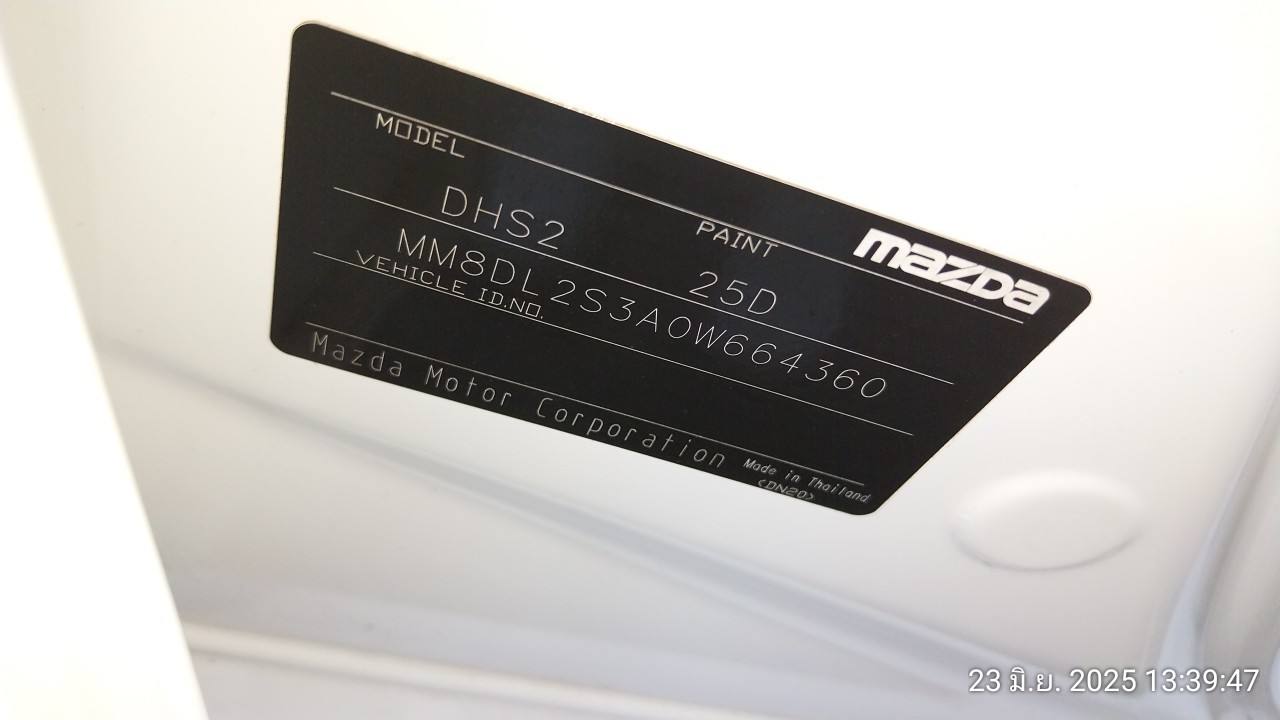 MODEL
PAINT
mazda
DHS2
25D
MM8DL2S3A0W664360
VEHICLE ID.NO.
Mazda Motor Corporation
Made in Thailand
<DN20>
23 มิ.ย. 2025 13:39:47